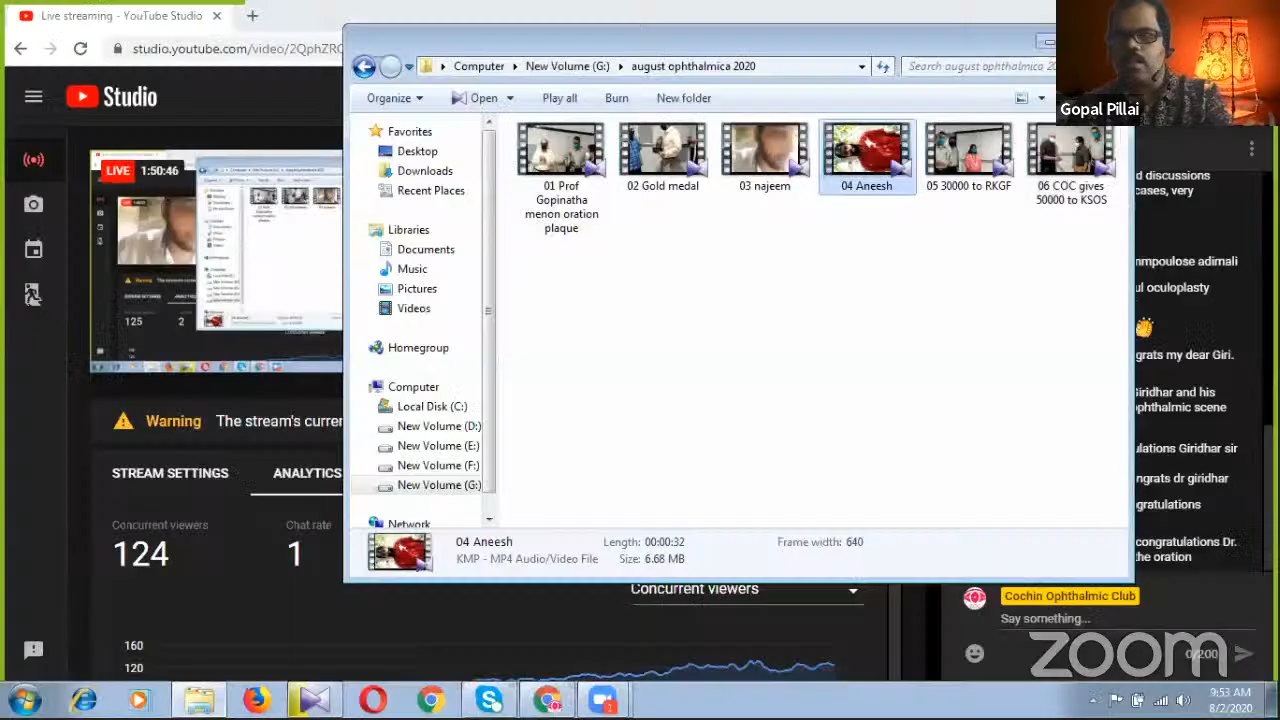 Live streaming - YouTube Studio
studio.youtube.com/video/2QphZRC
Studio
LIVE 1:50:46
Warning
125
2
Warning The stream's curren
STREAM SETTINGS ANALYTICS
Concurrent viewers Chat rate
124 1
Concurrent viewers
160
120
Computer New Volume (G:) august ophthalmica 2020
Search august ophthalmica 20
Organize Open Play all Burn New folder
Favorites
Desktop
Downloads
Recent Places
Libraries
Documents
Music
Pictures
Videos
Homegroup
Computer
Local Disk (C:)
New Volume (D:)
New Volume (E:)
New Volume (F:)
New Volume (G:)
Network
01 Prof
Gopinatha
menon oration
plaque
02 Gold medal
03 najeem
04 Aneesh
05 30000 to RKGF
06 COC gives
50000 to KSOS
04 Aneesh Length: 00:00:32 Frame width: 640
KMP - MP4 Audio/Video File Size: 6.68 MB
Gopal Pillai
d discussions
cases, very
mmpoulose adimali
ul oculoplasty
grats my dear Giri.
Giridhar and his
phthalmic scene
ulations Giridhar sir
ngrats dr giridhar
gratulations
congratulations Dr.
the oration
Cochin Ophthalmic Club
Say something...
0/200
zoom
9:53 AM
8/2/2020